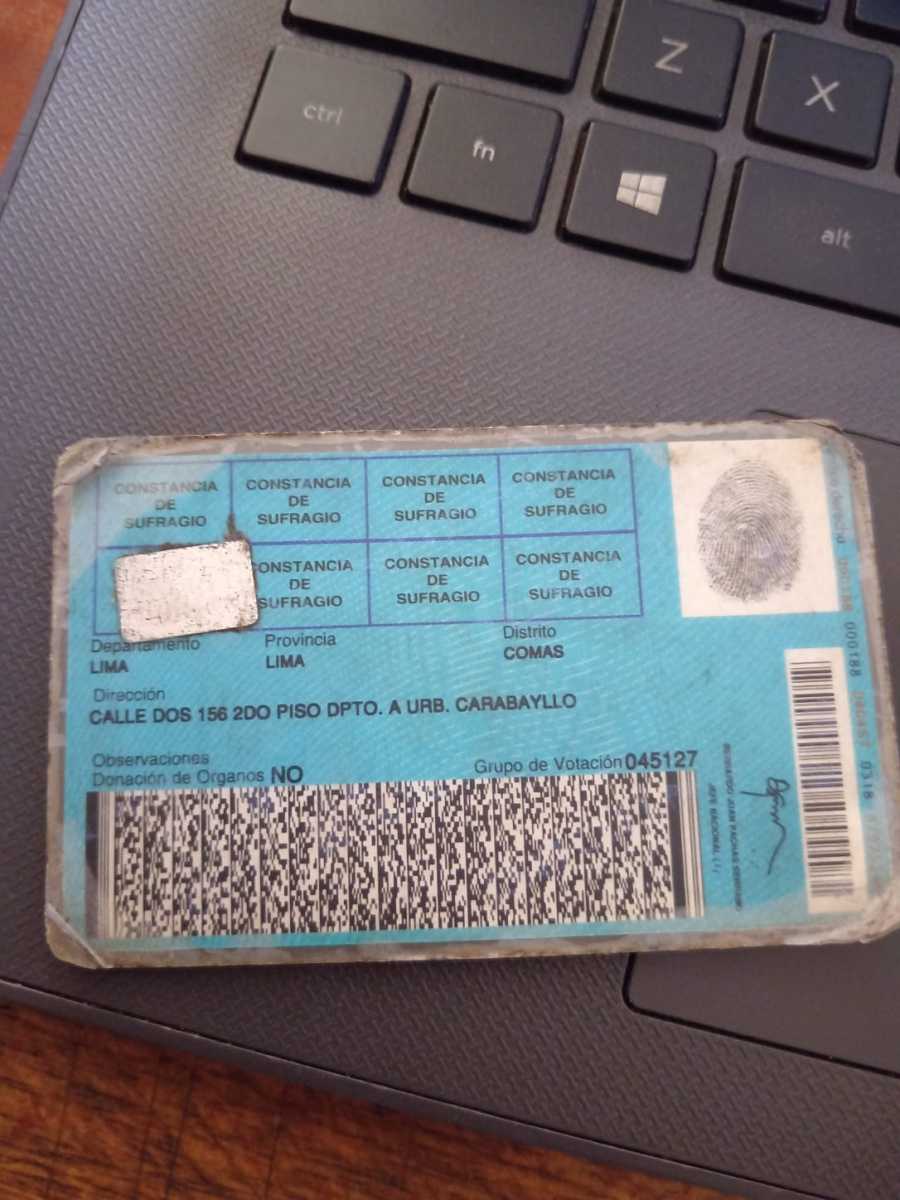 Z
X
ctrl
fn
alt
CONSTANCIA
DE
SUFRAGIO
CONSTANCIA
DE
SUFRAGIO
CONSTANCIA
DE
SUFRAGIO
CONSTANCIA
DE
SUFRAGIO
CONSTANCIA
DE
SUFRAGIO
CONSTANCIA
DE
SUFRAGIO
CONSTANCIA
DE
SUFRAGIO
Departamento
LIMA
Provincia
LIMA
Distrito
COMAS
Dirección
CALLE DOS 156 2DO PISO DPTO. A URB. CARABAYLLO
Observaciones
Donación de Organos NO
Grupo de Votación 045127
000188
0318